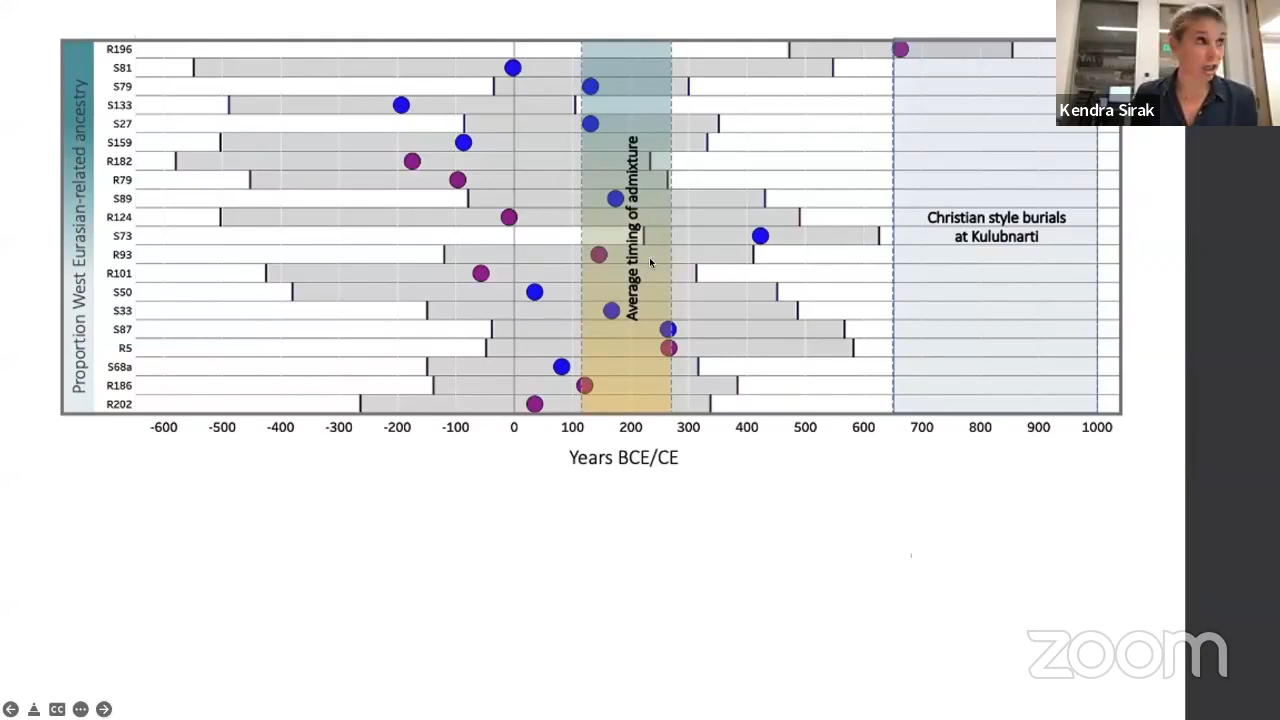 Kendra Sirak
Proportion West Eurasian-related ancestry
R196
S81
S79
S133
S27
S159
R182
R79
S89
R124
S73
R93
R101
S50
S33
S87
R5
S68a
R186
R202
Average timing of admixture
Christian style burials
at Kulubnarti
-600 -500 -400 -300 -200 -100 0 100 200 300 400 500 600 700 800 900 1000
Years BCE/CE
zoom
CC